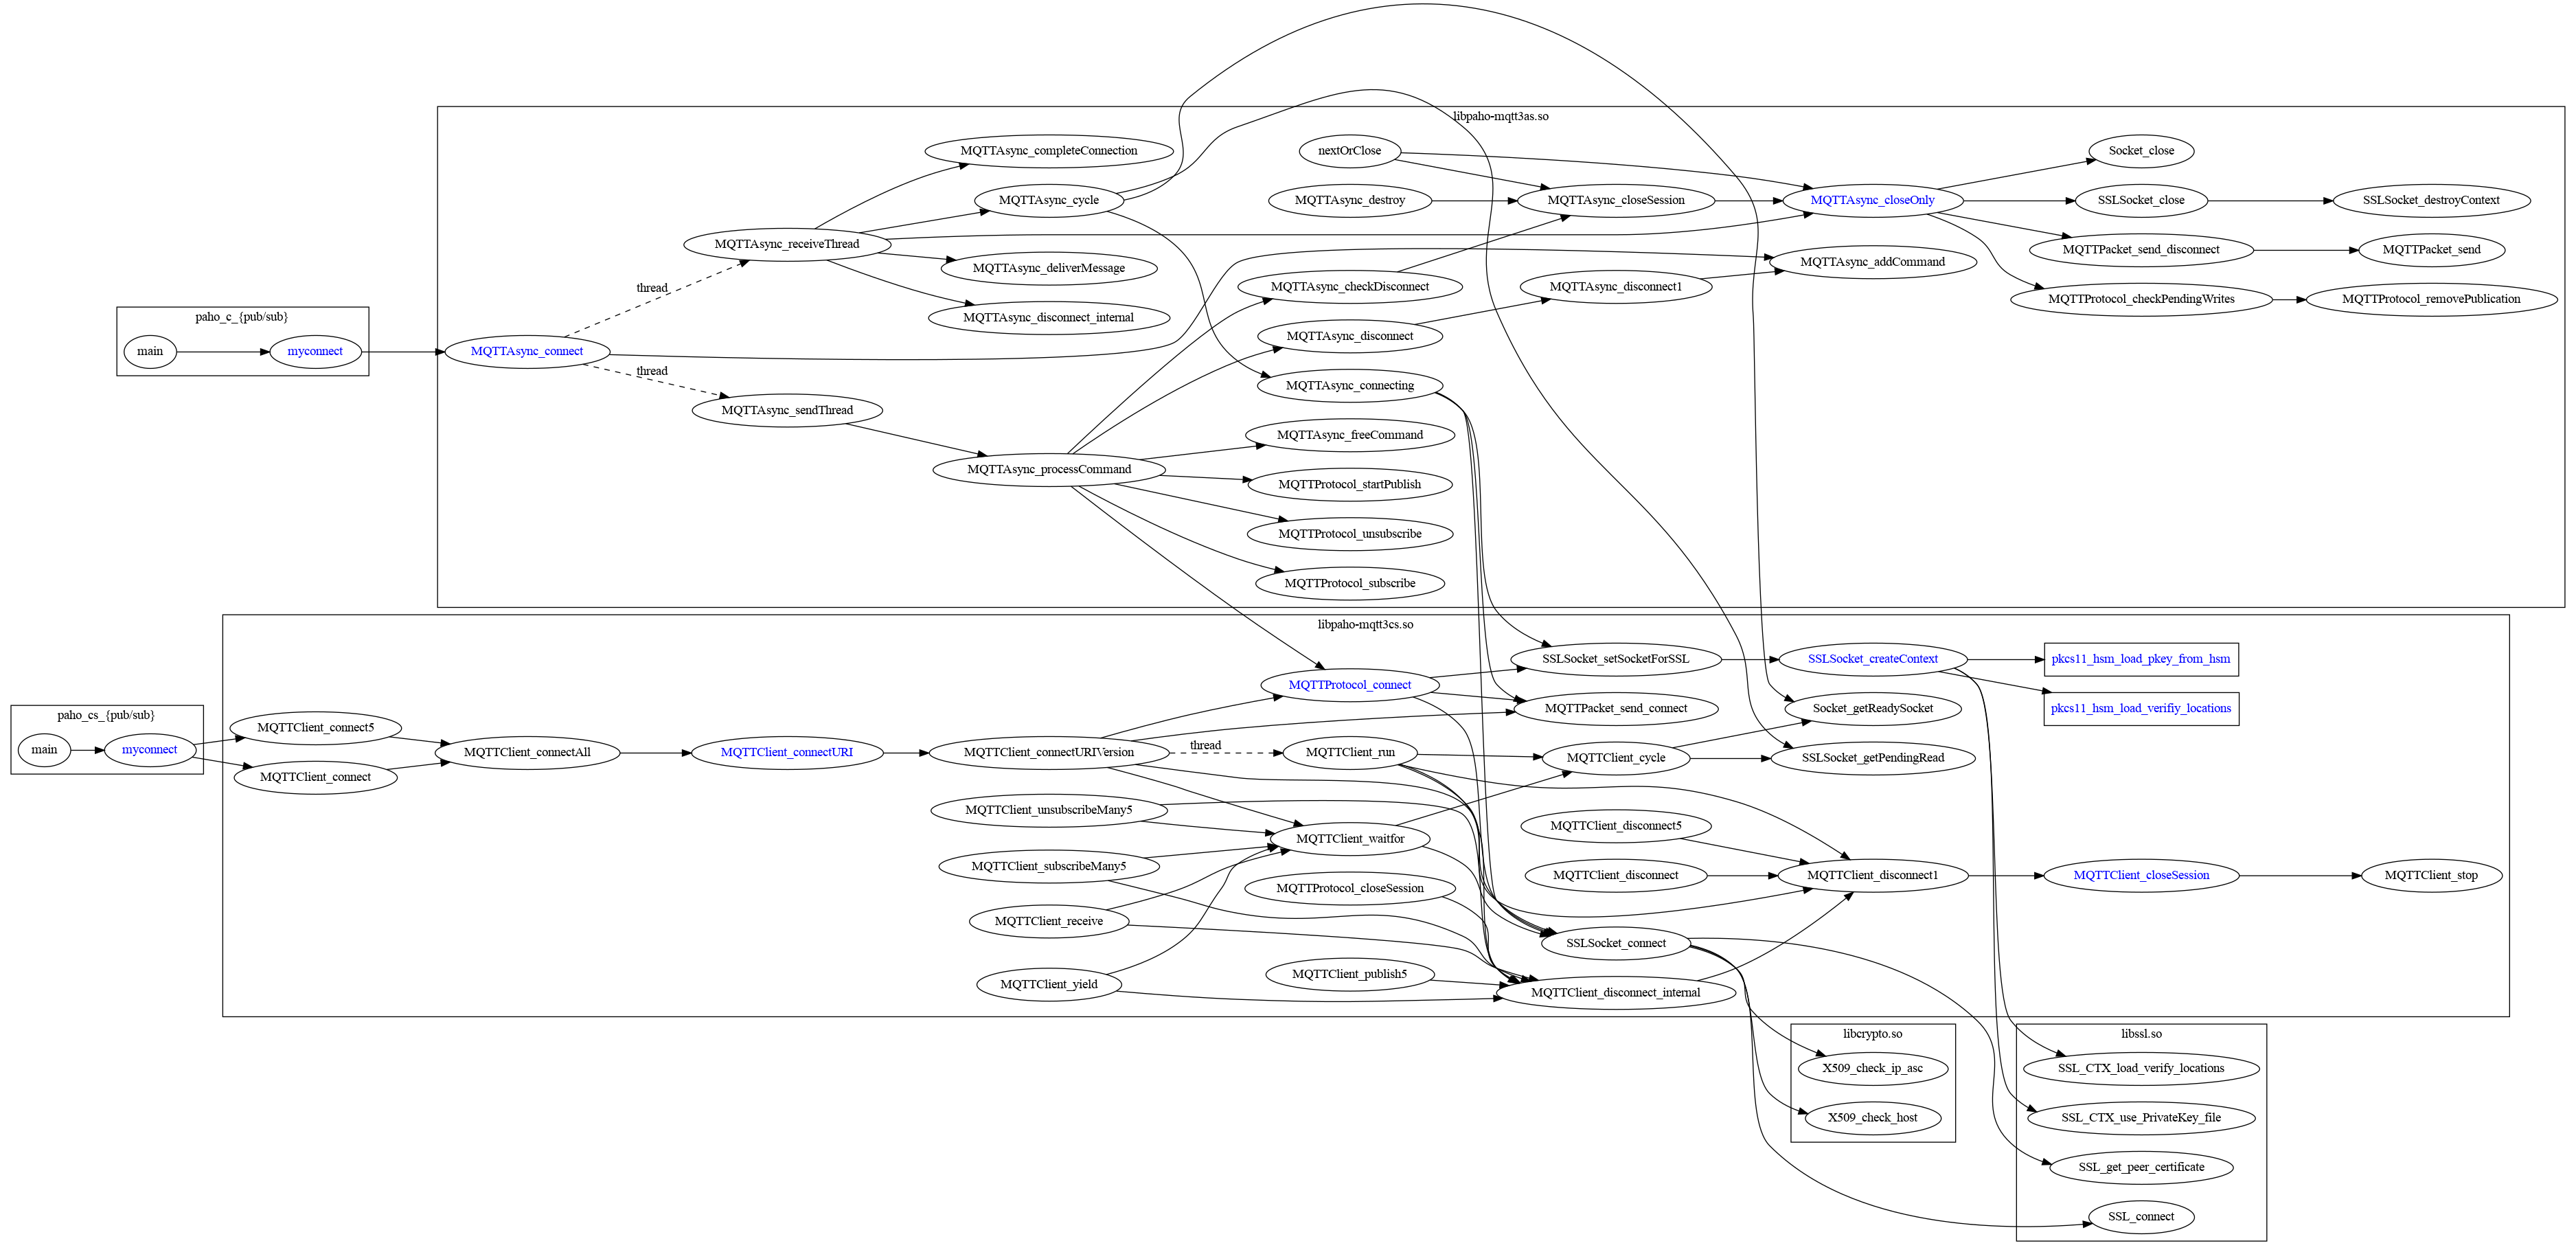 libpaho-mqtt3as.so
MQTTAsync_completeConnection
nextOrClose
Socket_close
MQTTAsync_cycle
MQTTAsync_destroy
MQTTAsync_closeSession
MQTTAsync_closeOnly
SSLSocket_close
SSLSocket_destroyContext
MQTTAsync_receiveThread
MQTTPacket_send_disconnect
MQTTPacket_send
MQTTAsync_deliverMessage
MQTTAsync_addCommand
thread
MQTTAsync_checkDisconnect
MQTTAsync_disconnect1
MQTTProtocol_checkPendingWrites
MQTTProtocol_removePublication
paho_c_{pub/sub}
MQTTAsync_disconnect_internal
MQTTAsync_disconnect
main
myconnect
MQTTAsync_connect
thread
MQTTAsync_connecting
MQTTAsync_sendThread
MQTTAsync_freeCommand
MQTTAsync_processCommand
MQTTProtocol_startPublish
MQTTProtocol_unsubscribe
MQTTProtocol_subscribe
libpaho-mqtt3cs.so
SSLSocket_setSocketForSSL
SSLSocket_createContext
pkcs11_hsm_load_pkey_from_hsm
MQTTProtocol_connect
MQTTPacket_send_connect
Socket_getReadySocket
pkcs11_hsm_load_verifiy_locations
paho_cs_{pub/sub}
MQTTClient_connect5
main
myconnect
MQTTClient_connectAll
MQTTClient_connectURI
MQTTClient_connectURIVersion
thread
MQTTClient_run
MQTTClient_cycle
SSLSocket_getPendingRead
MQTTClient_connect
MQTTClient_unsubscribeMany5
MQTTClient_disconnect5
MQTTClient_waitfor
MQTTClient_subscribeMany5
MQTTProtocol_closeSession
MQTTClient_disconnect
MQTTClient_disconnect1
MQTTClient_closeSession
MQTTClient_stop
MQTTClient_receive
SSLSocket_connect
MQTTClient_yield
MQTTClient_publish5
MQTTClient_disconnect_internal
libcrypto.so
X509_check_ip_asc
X509_check_host
libssl.so
SSL_CTX_load_verify_locations
SSL_CTX_use_PrivateKey_file
SSL_get_peer_certificate
SSL_connect